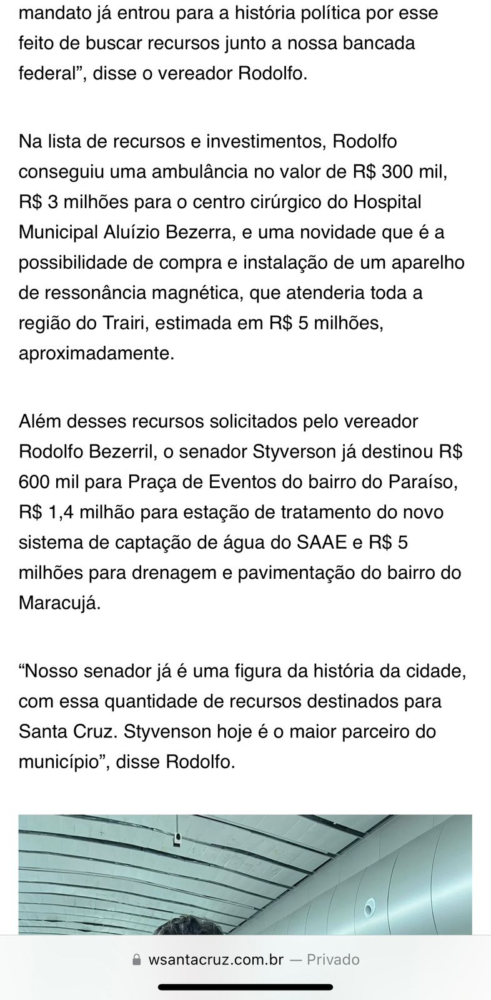 mandato já entrou para a história política por esse
feito de buscar recursos junto a nossa bancada
federal”, disse o vereador Rodolfo.
Na lista de recursos e investimentos, Rodolfo
conseguiu uma ambulância no valor de R$ 300 mil,
R$ 3 milhões para o centro cirúrgico do Hospital
Municipal Aluízio Bezerra, e uma novidade que é a
possibilidade de compra e instalação de um aparelho
de ressonância magnética, que atenderia toda a
região do Trairi, estimada em R$ 5 milhões,
aproximadamente.
Além desses recursos solicitados pelo vereador
Rodolfo Bezerril, o senador Styverson já destinou R$
600 mil para Praça de Eventos do bairro do Paraíso,
R$ 1,4 milhão para estação de tratamento do novo
sistema de captação de água do SAAE e R$ 5
milhões para drenagem e pavimentação do bairro do
Maracujá.
“Nosso senador já é uma figura da história da cidade,
com essa quantidade de recursos destinados para
Santa Cruz. Styvenson hoje é o maior parceiro do
município”, disse Rodolfo.
wsantacruz.com.br — Privado